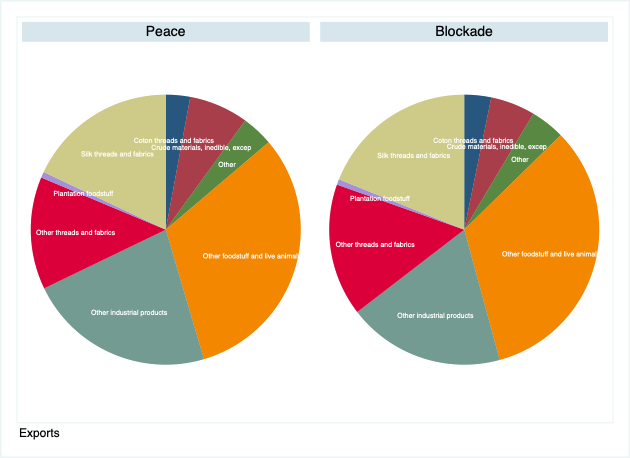 Peace
Coton threads and fabrics
Crude materials, inedible, excep
Silk threads and fabrics
Other
Plantation foodstuff
Other threads and fabrics
Other foodstuff and live animal
Other industrial products
Blockade
Coton threads and fabrics
Crude materials, inedible, excep
Silk threads and fabrics
Other
Plantation foodstuff
Other threads and fabrics
Other foodstuff and live animal
Other industrial products
Exports